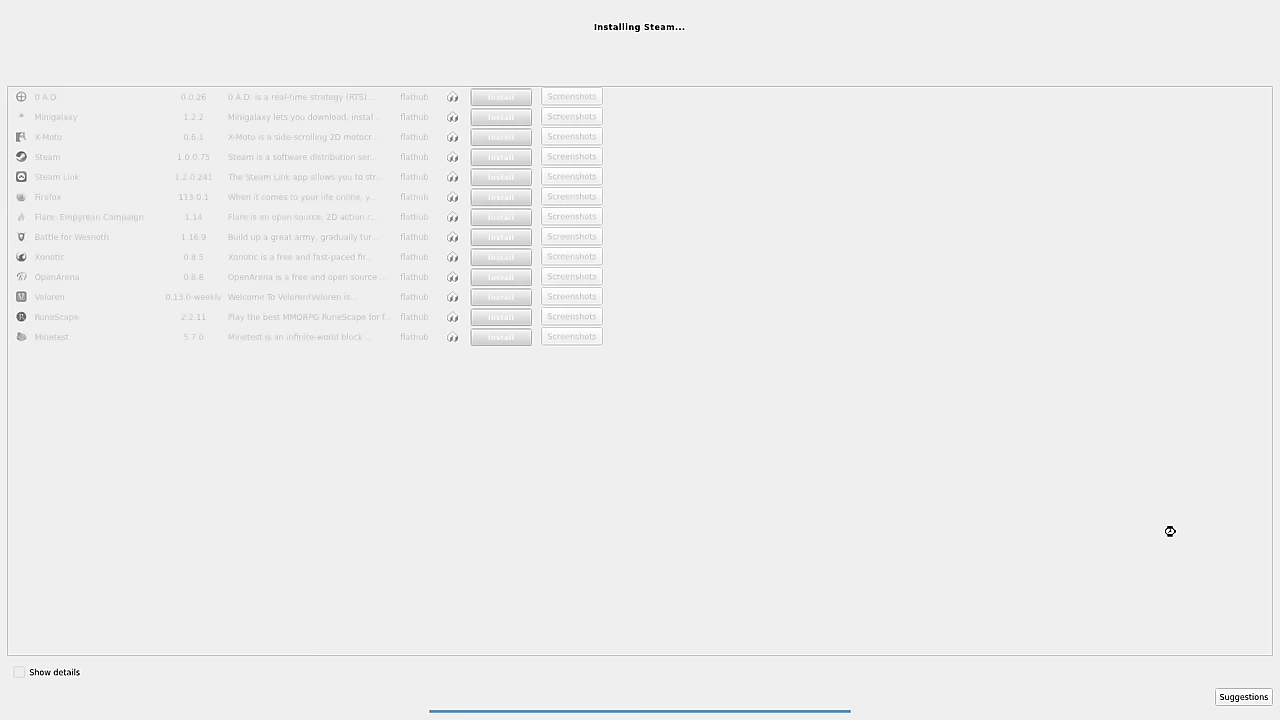 Installing Steam...
0 A.D. 0.0.26 0 A.D. is a real-time strategy (RTS)... flathub Install Screenshots
Minigalaxy 1.2.2 Minigalaxy lets you download, instal... flathub Install Screenshots
X-Moto 0.6.1 X-Moto is a side-scrolling 2D motocr... flathub Install Screenshots
Steam 1.0.0.75 Steam is a software distribution ser... flathub Install Screenshots
Steam Link 1.2.0.241 The Steam Link app allows you to str... flathub Install Screenshots
Firefox 113.0.1 When it comes to your life online, y... flathub Install Screenshots
Flare: Empyrean Campaign 1.14 Flare is an open source, 2D action r... flathub Install Screenshots
Battle for Wesnoth 1.16.9 Build up a great army, gradually tur... flathub Install Screenshots
Xonotic 0.8.5 Xonotic is a free and fast-paced fir... flathub Install Screenshots
OpenArena 0.8.8 OpenArena is a free and open source ... flathub Install Screenshots
Veloren 0.13.0-weekly Welcome To Veloren!Veloren is... flathub Install Screenshots
RuneScape 2.2.11 Play the best MMORPG RuneScape for f... flathub Install Screenshots
Minetest 5.7.0 Minetest is an infinite-world block ... flathub Install Screenshots
Show details
Suggestions